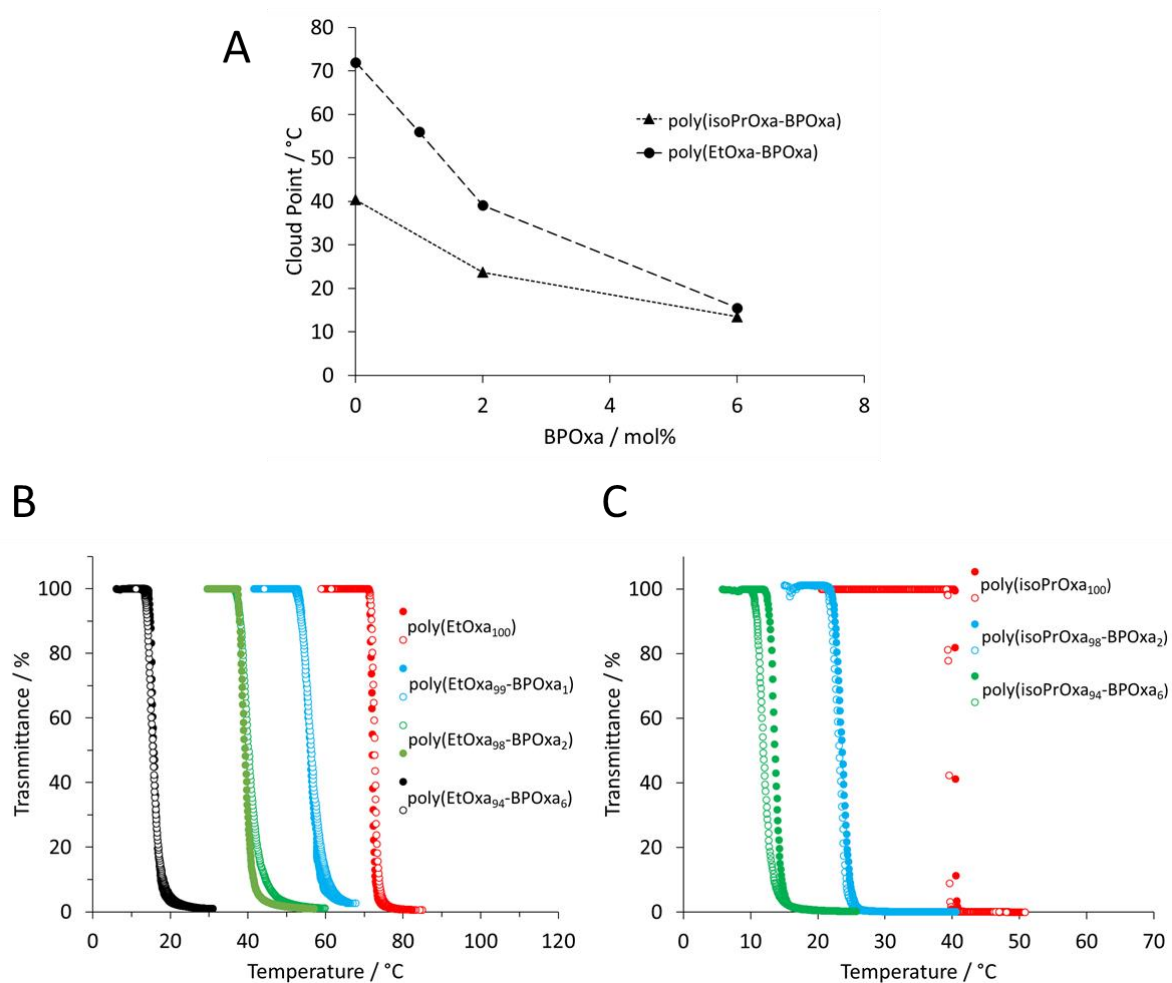 A
80
70
60
50
40
30
20
10
0
0 2 4 6 8
Cloud Point / °C
BPOxa / mol%
poly(isoPrOxa-BPOxa)
poly(EtOxa-BPOxa)
B
100
80
60
40
20
0
0 20 40 60 80 100 120
Trasnmittance / %
Temperature / °C
poly(EtOxa₁₀₀)
poly(EtOxa₉₉-BPOxa₁)
poly(EtOxa₉₈-BPOxa₂)
poly(EtOxa₉₄-BPOxa₆)
C
100
80
60
40
20
0
0 10 20 30 40 50 60 70
Transmittance / %
Temperature / °C
poly(isoPrOxa₁₀₀)
poly(isoPrOxa₉₈-BPOxa₂)
poly(isoPrOxa₉₄-BPOxa₆)